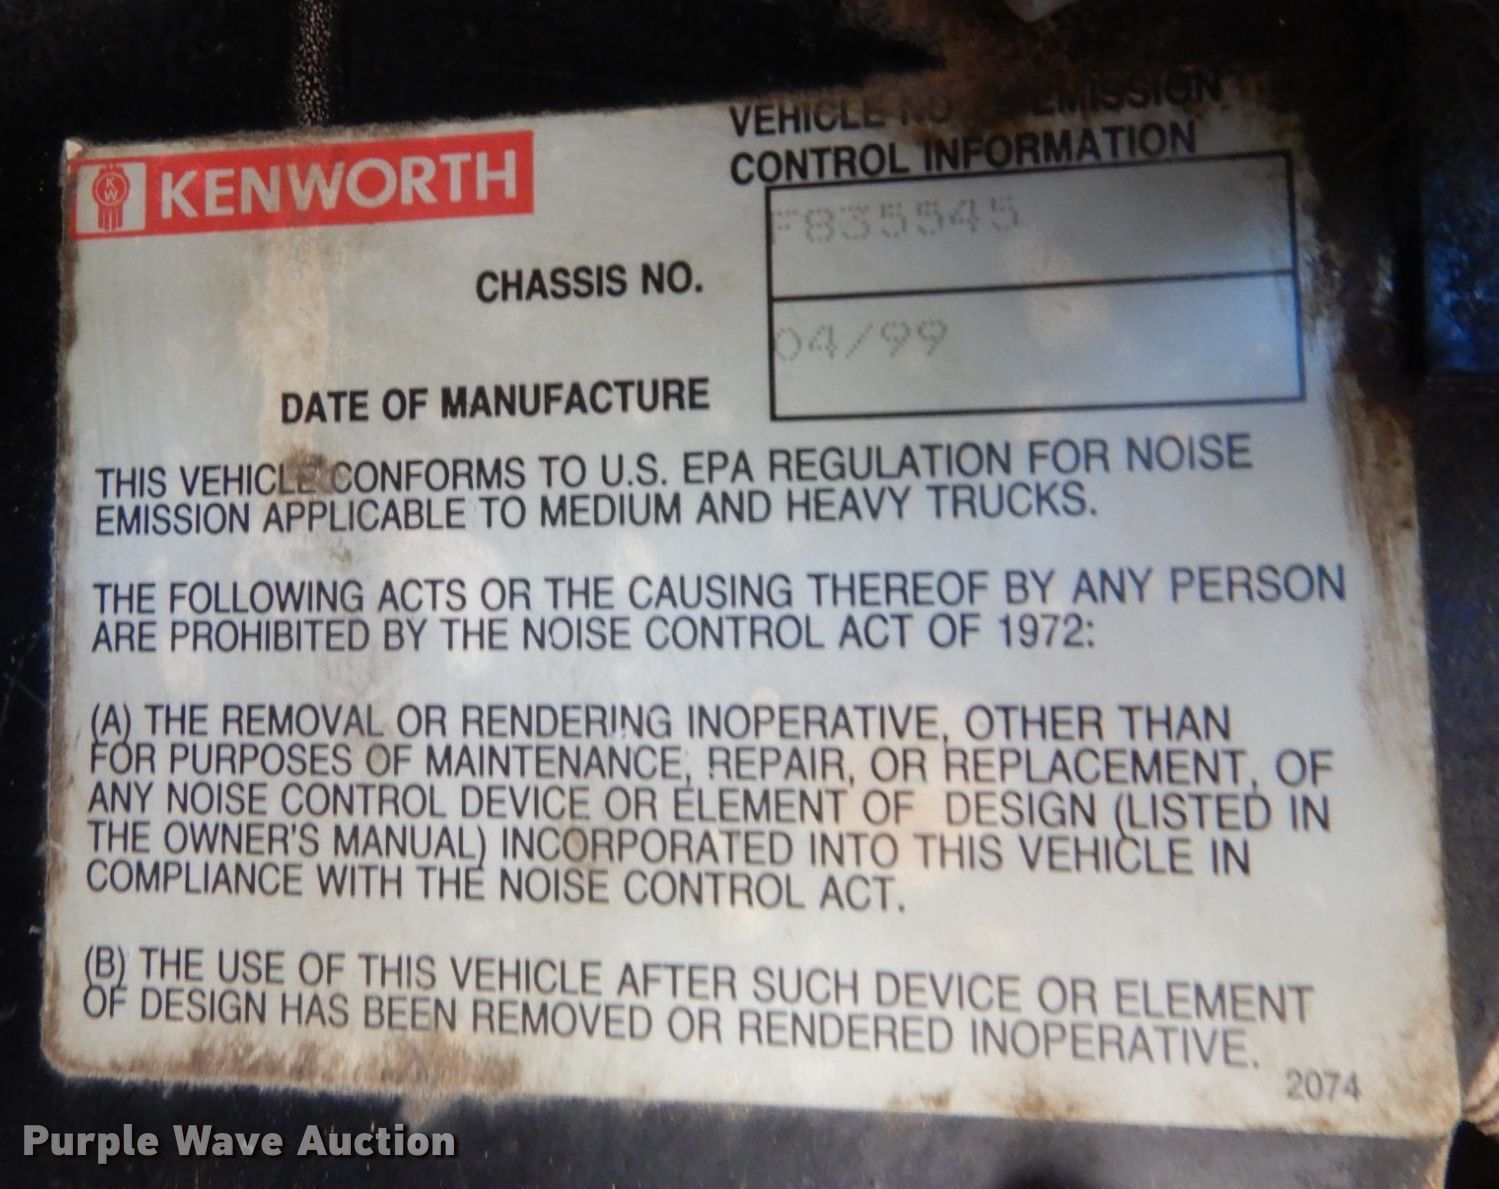 KENWORTH
KW
VEHICLE NOISE EMISSION
CONTROL INFORMATION
F835545
CHASSIS NO.
04/99
DATE OF MANUFACTURE
THIS VEHICLE CONFORMS TO U.S. EPA REGULATION FOR NOISE
EMISSION APPLICABLE TO MEDIUM AND HEAVY TRUCKS.
THE FOLLOWING ACTS OR THE CAUSING THEREOF BY ANY PERSON
ARE PROHIBITED BY THE NOISE CONTROL ACT OF 1972:
(A) THE REMOVAL OR RENDERING INOPERATIVE, OTHER THAN
FOR PURPOSES OF MAINTENANCE, REPAIR, OR REPLACEMENT, OF
ANY NOISE CONTROL DEVICE OR ELEMENT OF DESIGN (LISTED IN
THE OWNER'S MANUAL) INCORPORATED INTO THIS VEHICLE IN
COMPLIANCE WITH THE NOISE CONTROL ACT.
(B) THE USE OF THIS VEHICLE AFTER SUCH DEVICE OR ELEMENT
OF DESIGN HAS BEEN REMOVED OR RENDERED INOPERATIVE.
2074
Purple Wave Auction